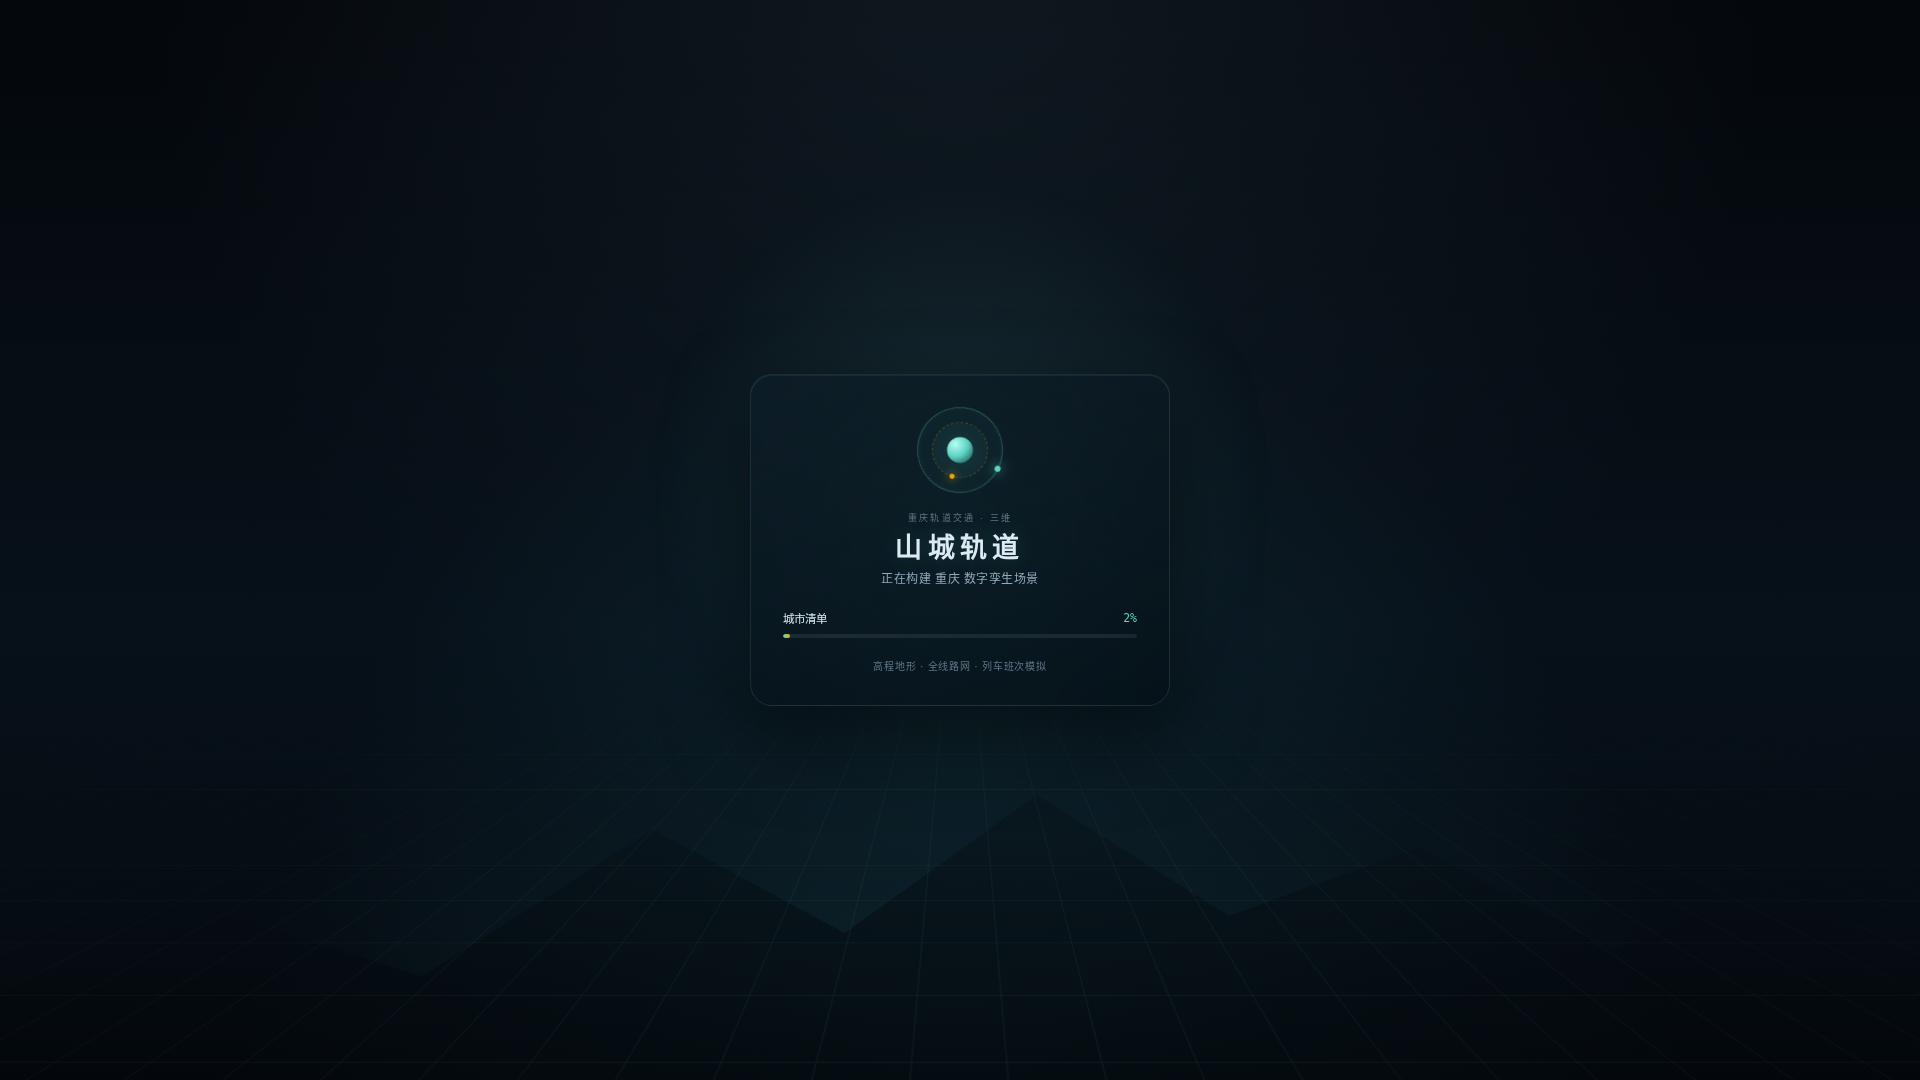 重庆轨道交通 · 三维
山城轨道
正在构建 重庆 数字孪生场景
城市清单 2%
高程地形 · 全线路网 · 列车班次模拟